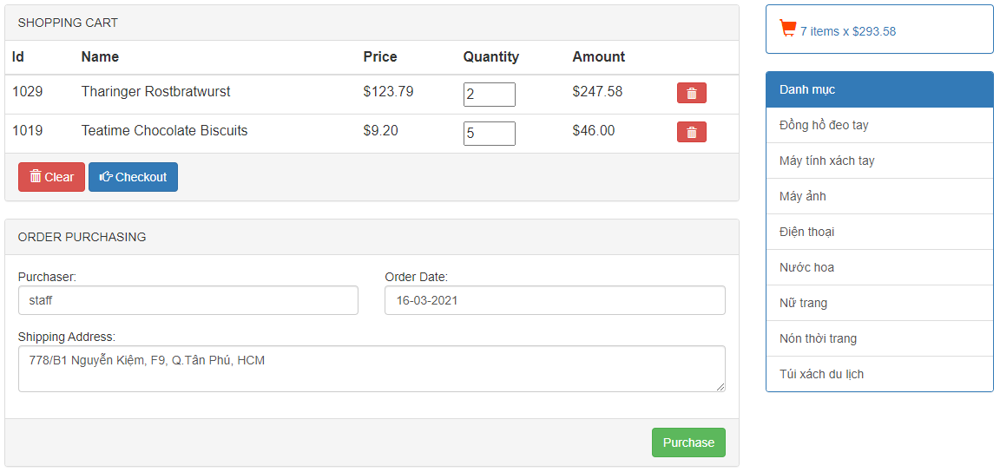 SHOPPING CART
Id Name Price Quantity Amount
1029 Tharinger Rostbratwurst $123.79 2 $247.58
1019 Teatime Chocolate Biscuits $9.20 5 $46.00
Clear Checkout
ORDER PURCHASING
Purchaser: Order Date:
staff 16-03-2021
Shipping Address:
778/B1 Nguyễn Kiệm, F9, Q.Tân Phú, HCM
Purchase
7 items x $293.58
Danh mục
Đồng hồ đeo tay
Máy tính xách tay
Máy ảnh
Điện thoại
Nước hoa
Nữ trang
Nón thời trang
Túi xách du lịch